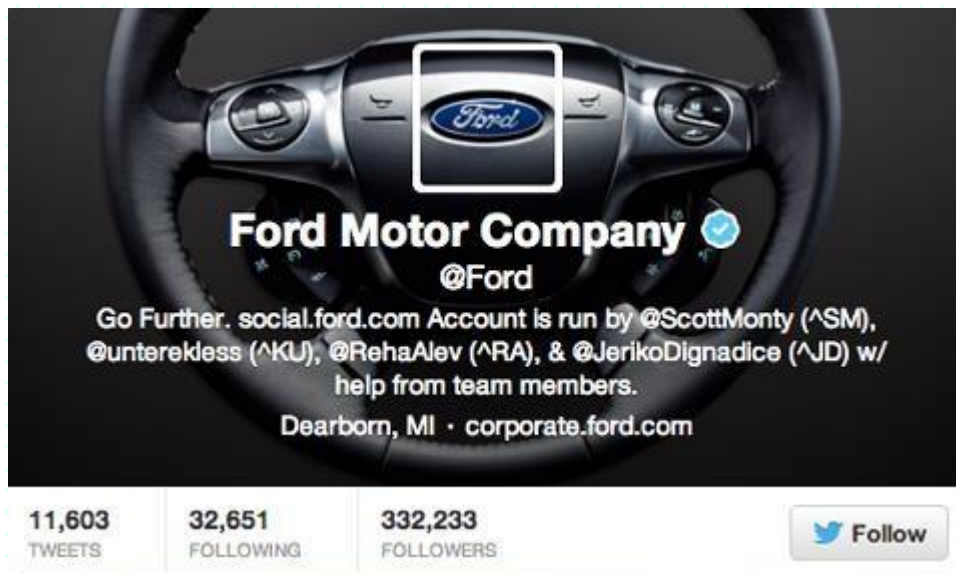 Ford
Ford Motor Company
@Ford
Go Further. social.ford.com Account is run by @ScottMonty (^SM),
@unterekless (^KU), @RehaAlev (^RA), & @JerikoDignadice (^JD) w/
help from team members.
Dearborn, MI · corporate.ford.com
11,603 32,651 332,233 Follow
TWEETS FOLLOWING FOLLOWERS